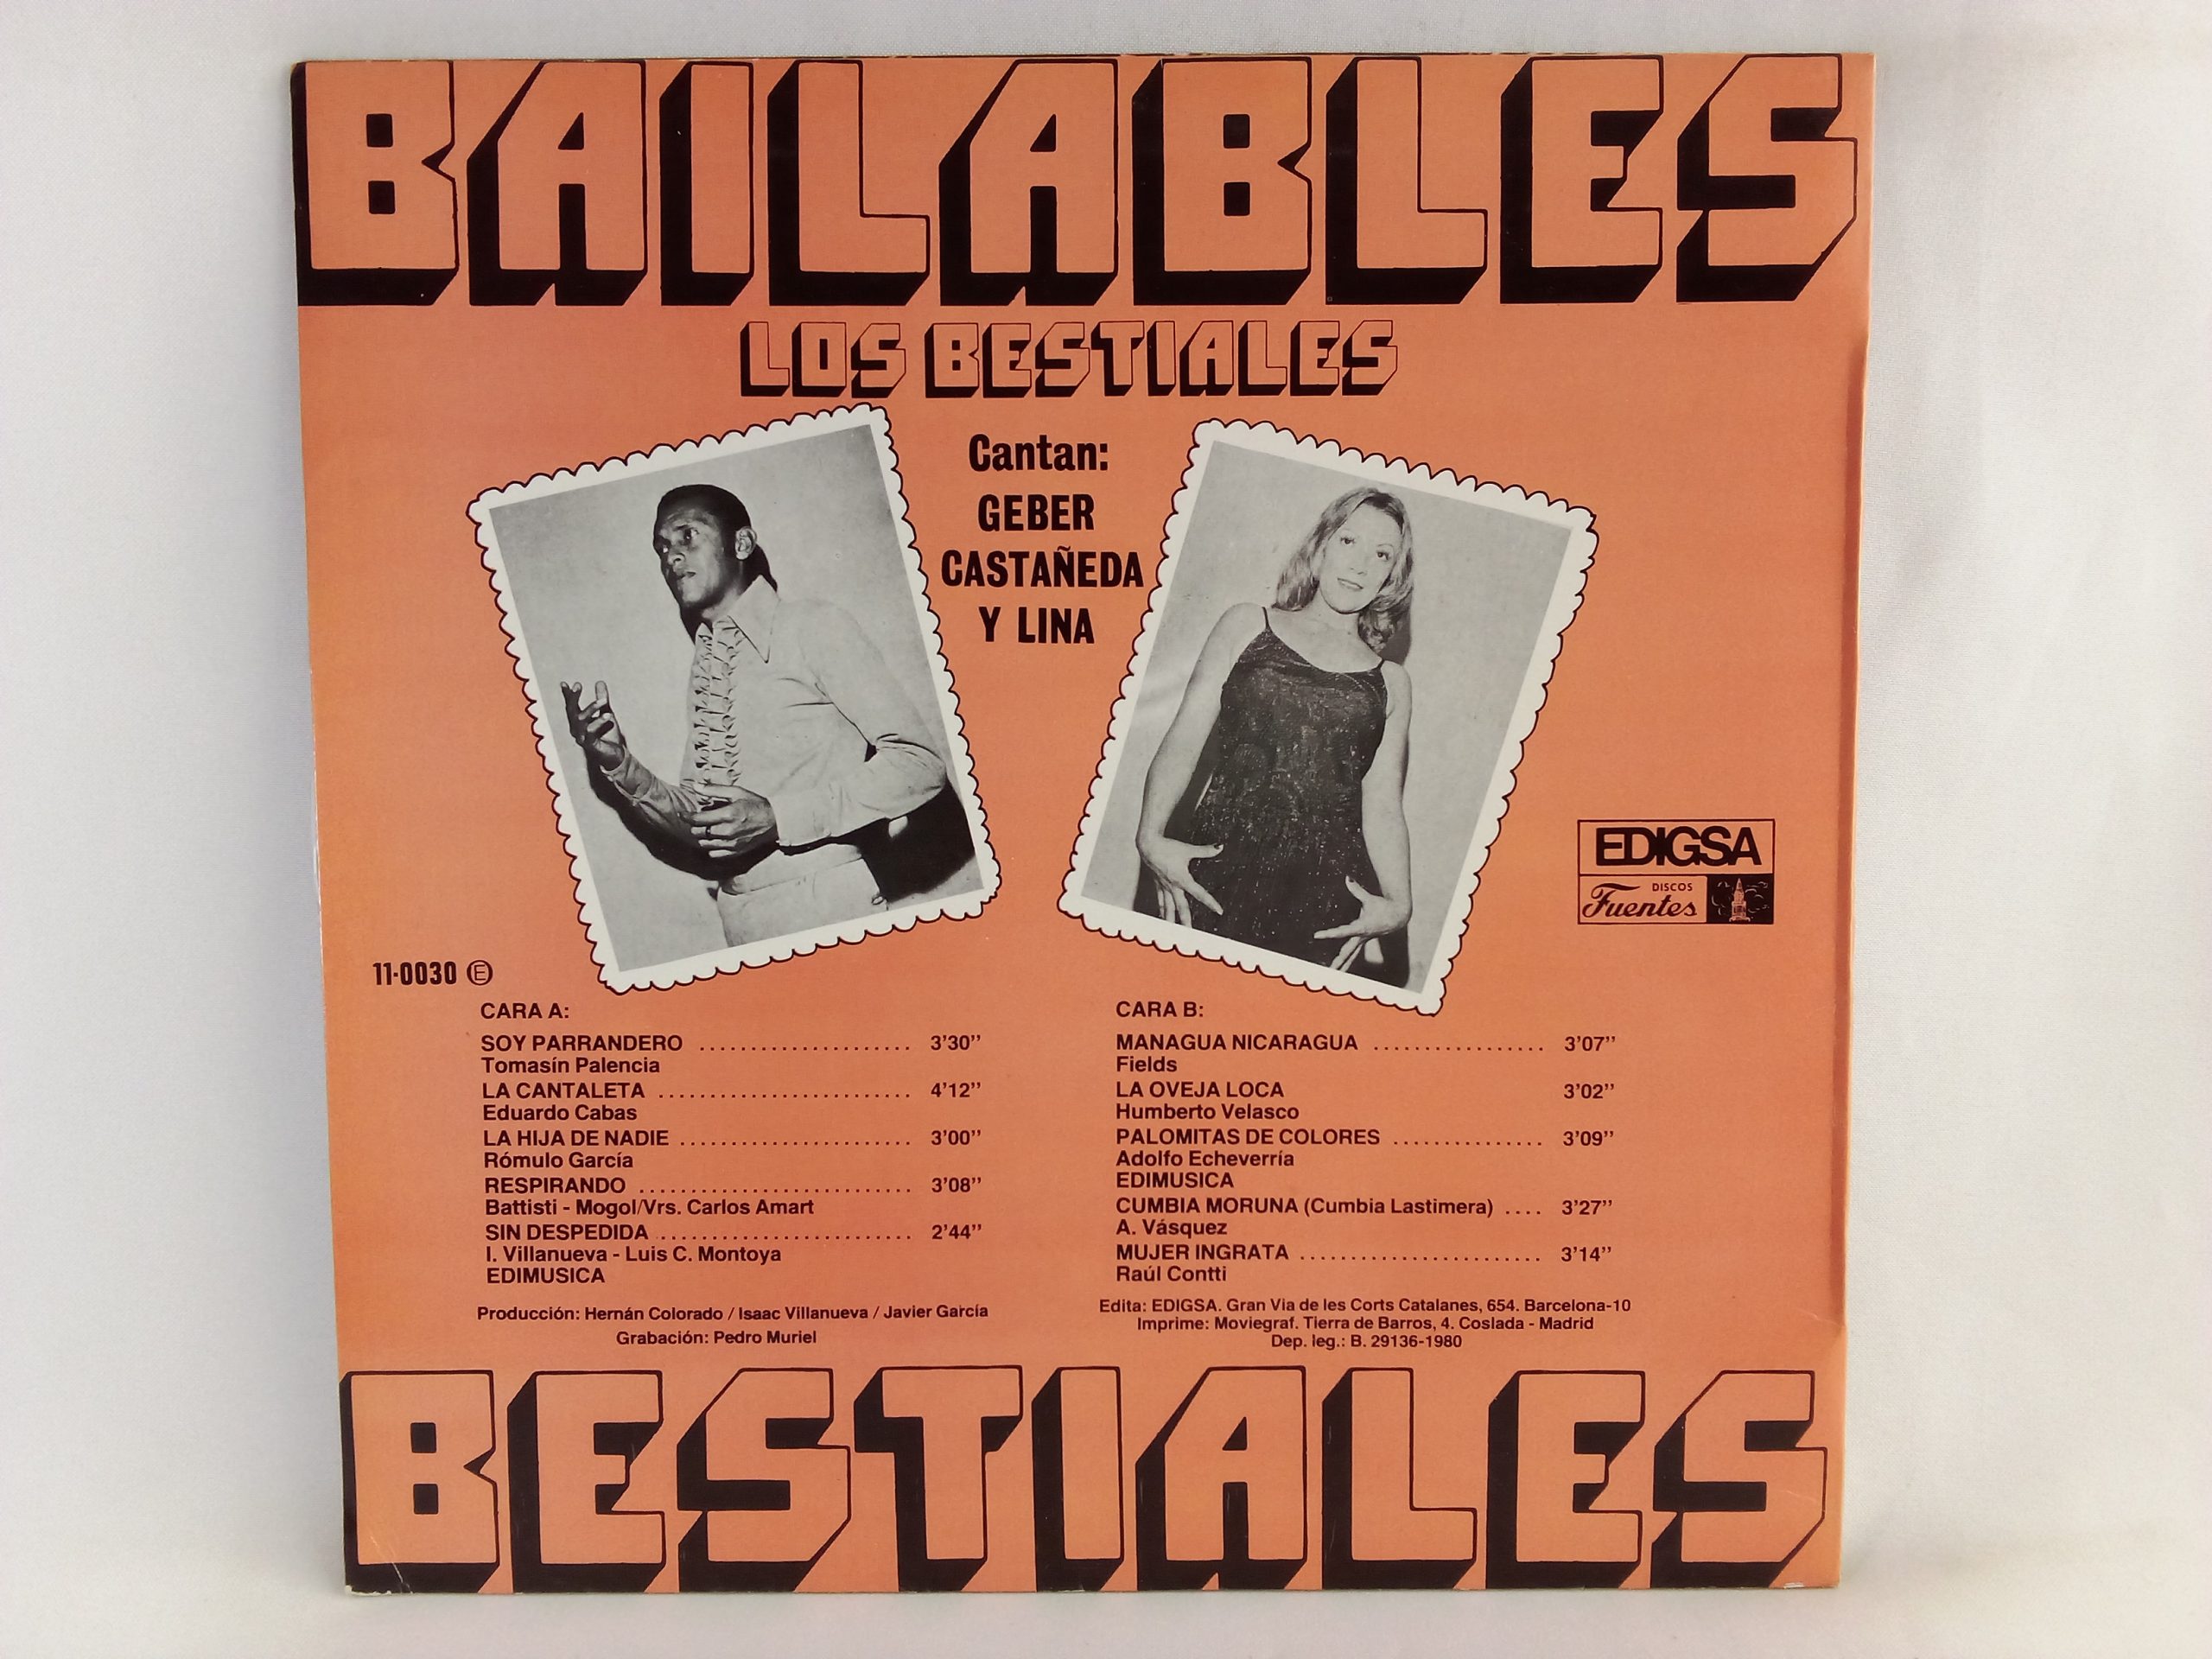 BAILABLES
LOS BESTIALES
Cantan:
GEBER
CASTAÑEDA
Y LINA
EDIGSA
DISCOS
Fuentes
11-0030 Ⓔ
CARA A:
SOY PARRANDERO ..................... 3'30''
Tomasín Palencia
LA CANTALETA ......................... 4'12''
Eduardo Cabas
LA HIJA DE NADIE ....................... 3'00''
Rómulo García
RESPIRANDO ........................... 3'08''
Battisti - Mogol/Vrs. Carlos Amart
SIN DESPEDIDA ......................... 2'44''
I. Villanueva - Luis C. Montoya
EDIMUSICA
Producción: Hernán Colorado / Isaac Villanueva / Javier García
Grabación: Pedro Muriel
CARA B:
MANAGUA NICARAGUA ................. 3'07''
Fields
LA OVEJA LOCA 3'02''
Humberto Velasco
PALOMITAS DE COLORES ............... 3'09''
Adolfo Echeverría
EDIMUSICA
CUMBIA MORUNA (Cumbia Lastimera) .... 3'27''
A. Vásquez
MUJER INGRATA ........................ 3'14''
Raúl Contti
Edita: EDIGSA. Gran Via de les Corts Catalanes, 654. Barcelona-10
Imprime: Moviegraf. Tierra de Barros, 4. Coslada - Madrid
Dep. leg.: B. 29136-1980
BESTIALES